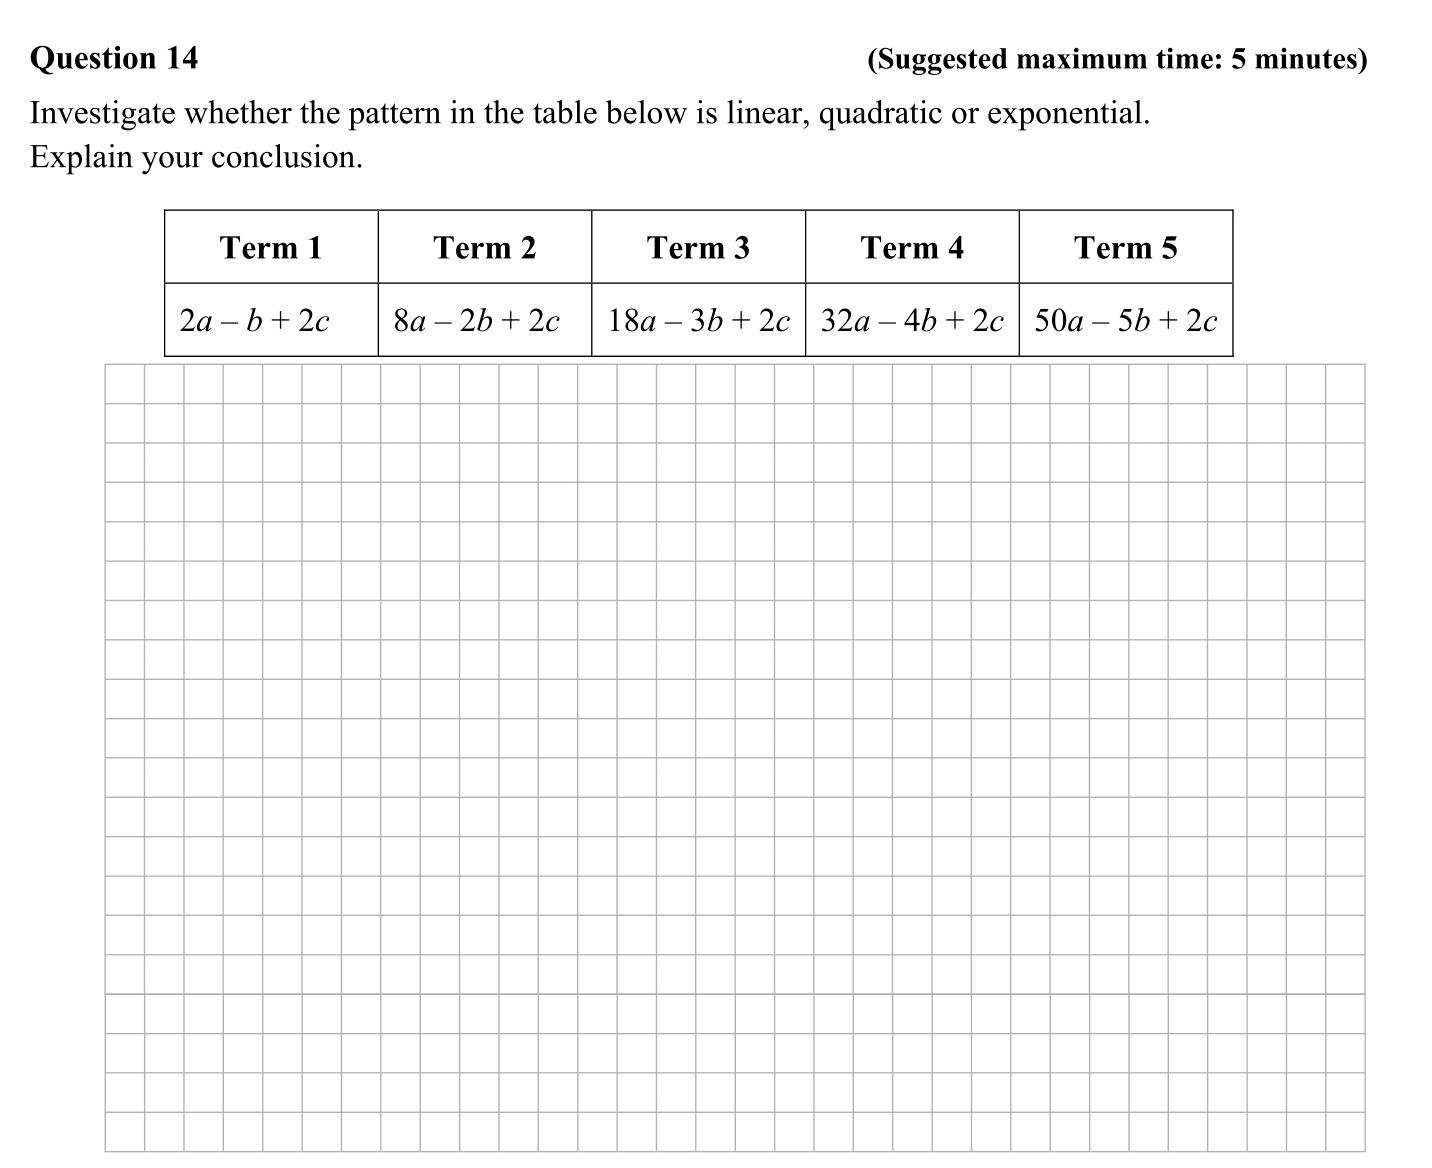 Question 14 (Suggested maximum time: 5 minutes)
Investigate whether the pattern in the table below is linear, quadratic or exponential.
Explain your conclusion.
Term 1 Term 2 Term 3 Term 4 Term 5
2a – b + 2c 8a – 2b + 2c 18a – 3b + 2c 32a – 4b + 2c 50a – 5b + 2c